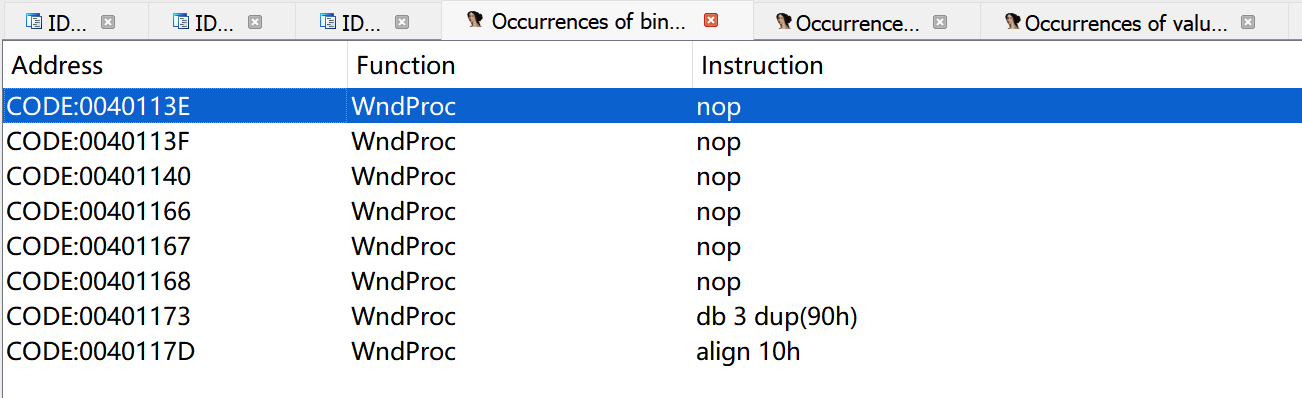 ID... ID... ID... Occurrences of bin... Occurrence... Occurrences of valu...
Address Function Instruction
CODE:0040113E WndProc nop
CODE:0040113F WndProc nop
CODE:00401140 WndProc nop
CODE:00401166 WndProc nop
CODE:00401167 WndProc nop
CODE:00401168 WndProc nop
CODE:00401173 WndProc db 3 dup(90h)
CODE:0040117D WndProc align 10h